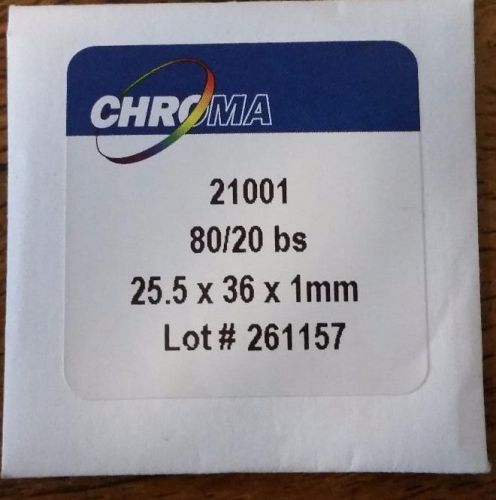 CHROMA
21001
80/20 bs
25.5 x 36 x 1mm
Lot # 261157